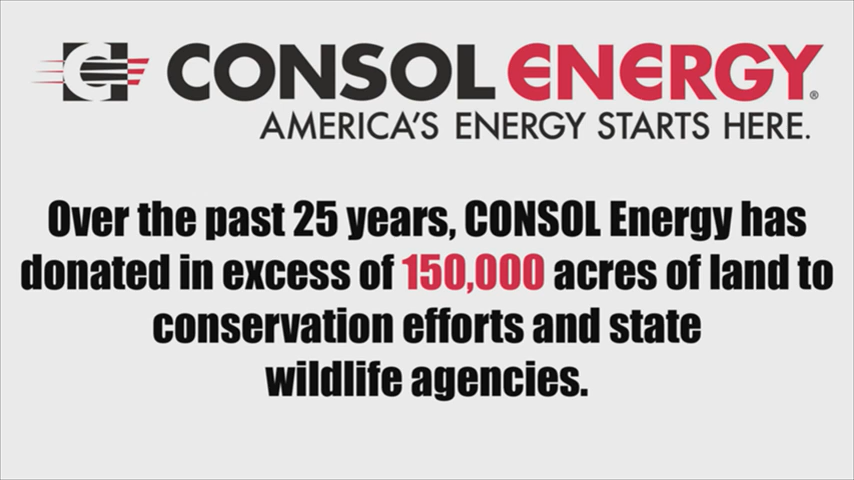 CONSOL ENERGY®
AMERICA'S ENERGY STARTS HERE.
Over the past 25 years, CONSOL Energy has
donated in excess of 150,000 acres of land to
conservation efforts and state
wildlife agencies.